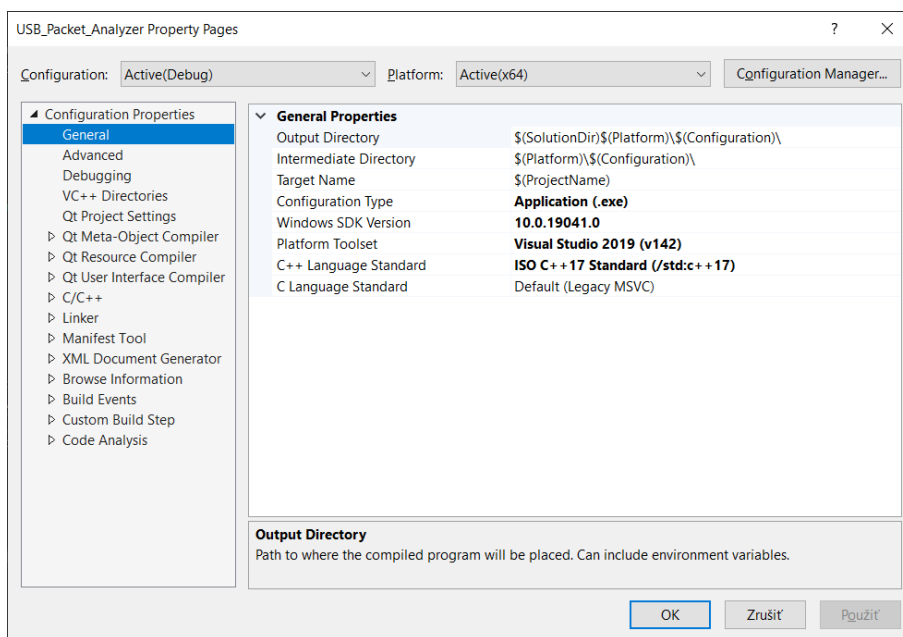 USB_Packet_Analyzer Property Pages
Configuration: Active(Debug) Platform: Active(x64) Configuration Manager...
Configuration Properties
General
Advanced
Debugging
VC++ Directories
Qt Project Settings
Qt Meta-Object Compiler
Qt Resource Compiler
Qt User Interface Compiler
C/C++
Linker
Manifest Tool
XML Document Generator
Browse Information
Build Events
Custom Build Step
Code Analysis
General Properties
Output Directory $(SolutionDir)$(Platform)\$(Configuration)\
Intermediate Directory $(Platform)\$(Configuration)\
Target Name $(ProjectName)
Configuration Type Application (.exe)
Windows SDK Version 10.0.19041.0
Platform Toolset Visual Studio 2019 (v142)
C++ Language Standard ISO C++17 Standard (/std:c++17)
C Language Standard Default (Legacy MSVC)
Output Directory
Path to where the compiled program will be placed. Can include environment variables.
OK Zrušiť Použiť